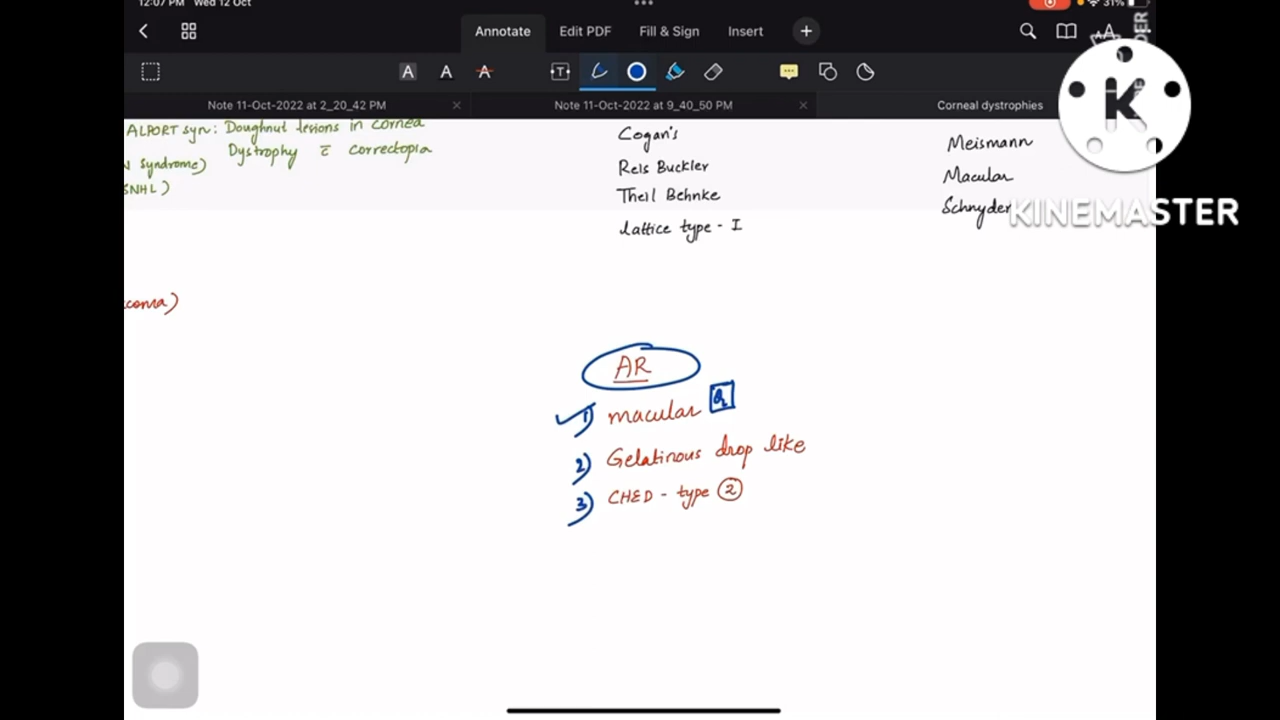 12:07 PM Wed 12 Oct
31%
Annotate Edit PDF Fill & Sign Insert
Note 11-Oct-2022 at 2_20_42 PM
Note 11-Oct-2022 at 9_40_50 PM
Corneal dystrophies
KINEMASTER
ALPORT syn: Doughnut lesions in cornea
Dystrophy c̄ correctopia
syndrome)
SNHL)
Cogan's
Reis Buckler
Theil Behnke
lattice type - I
Meismann
Macular
Schnyder
AR
1) macular Q
2) Gelatinous drop like
3) CHED - type 2